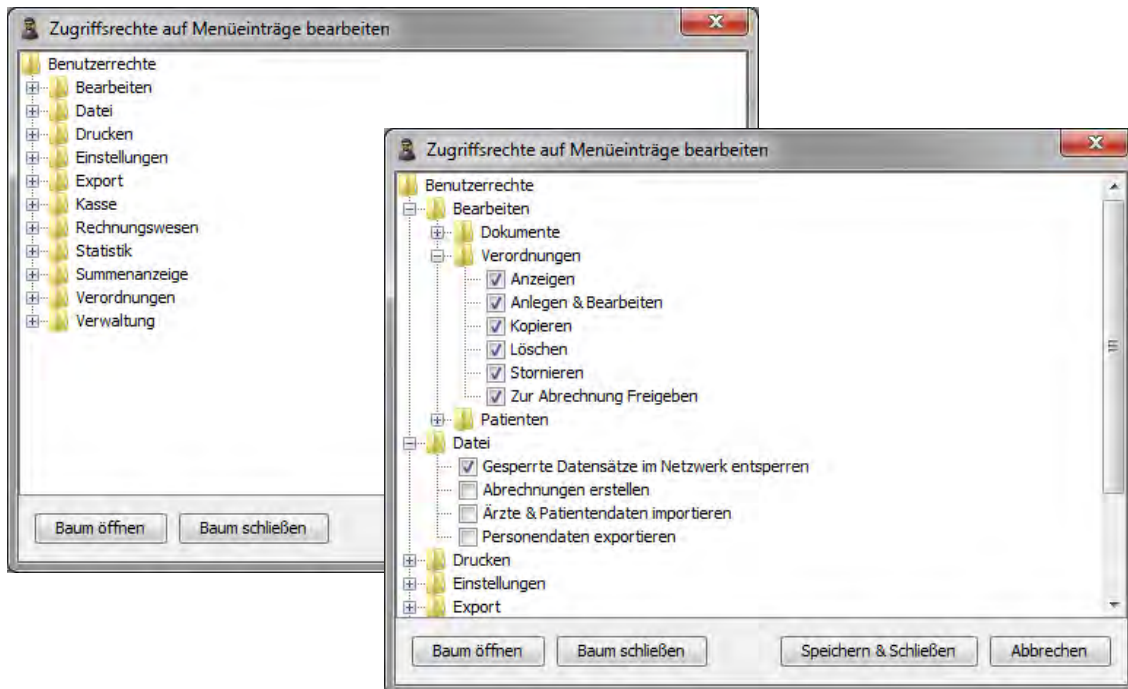 Zugriffsrechte auf Menüeinträge bearbeiten
Benutzerrechte
Bearbeiten
Datei
Drucken
Einstellungen
Export
Kasse
Rechnungswesen
Statistik
Summenanzeige
Verordnungen
Verwaltung
Baum öffnen Baum schließen
Zugriffsrechte auf Menüeinträge bearbeiten
Benutzerrechte
Bearbeiten
Dokumente
Verordnungen
Anzeigen
Anlegen & Bearbeiten
Kopieren
Löschen
Stornieren
Zur Abrechnung Freigeben
Patienten
Datei
Gesperrte Datensätze im Netzwerk entsperren
Abrechnungen erstellen
Ärzte & Patientendaten importieren
Personendaten exportieren
Drucken
Einstellungen
Export
Baum öffnen Baum schließen Speichern & Schließen Abbrechen